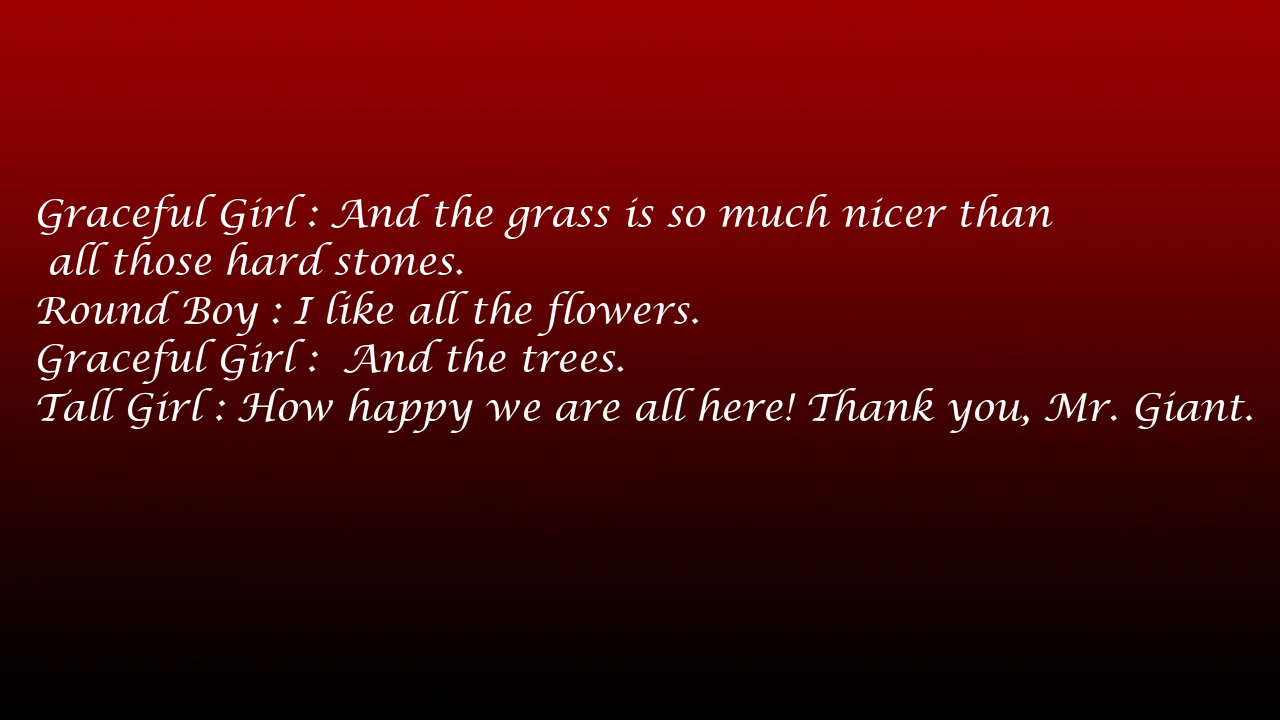 Graceful Girl : And the grass is so much nicer than
all those hard stones.
Round Boy : I like all the flowers.
Graceful Girl :  And the trees.
Tall Girl : How happy we are all here! Thank you, Mr. Giant.